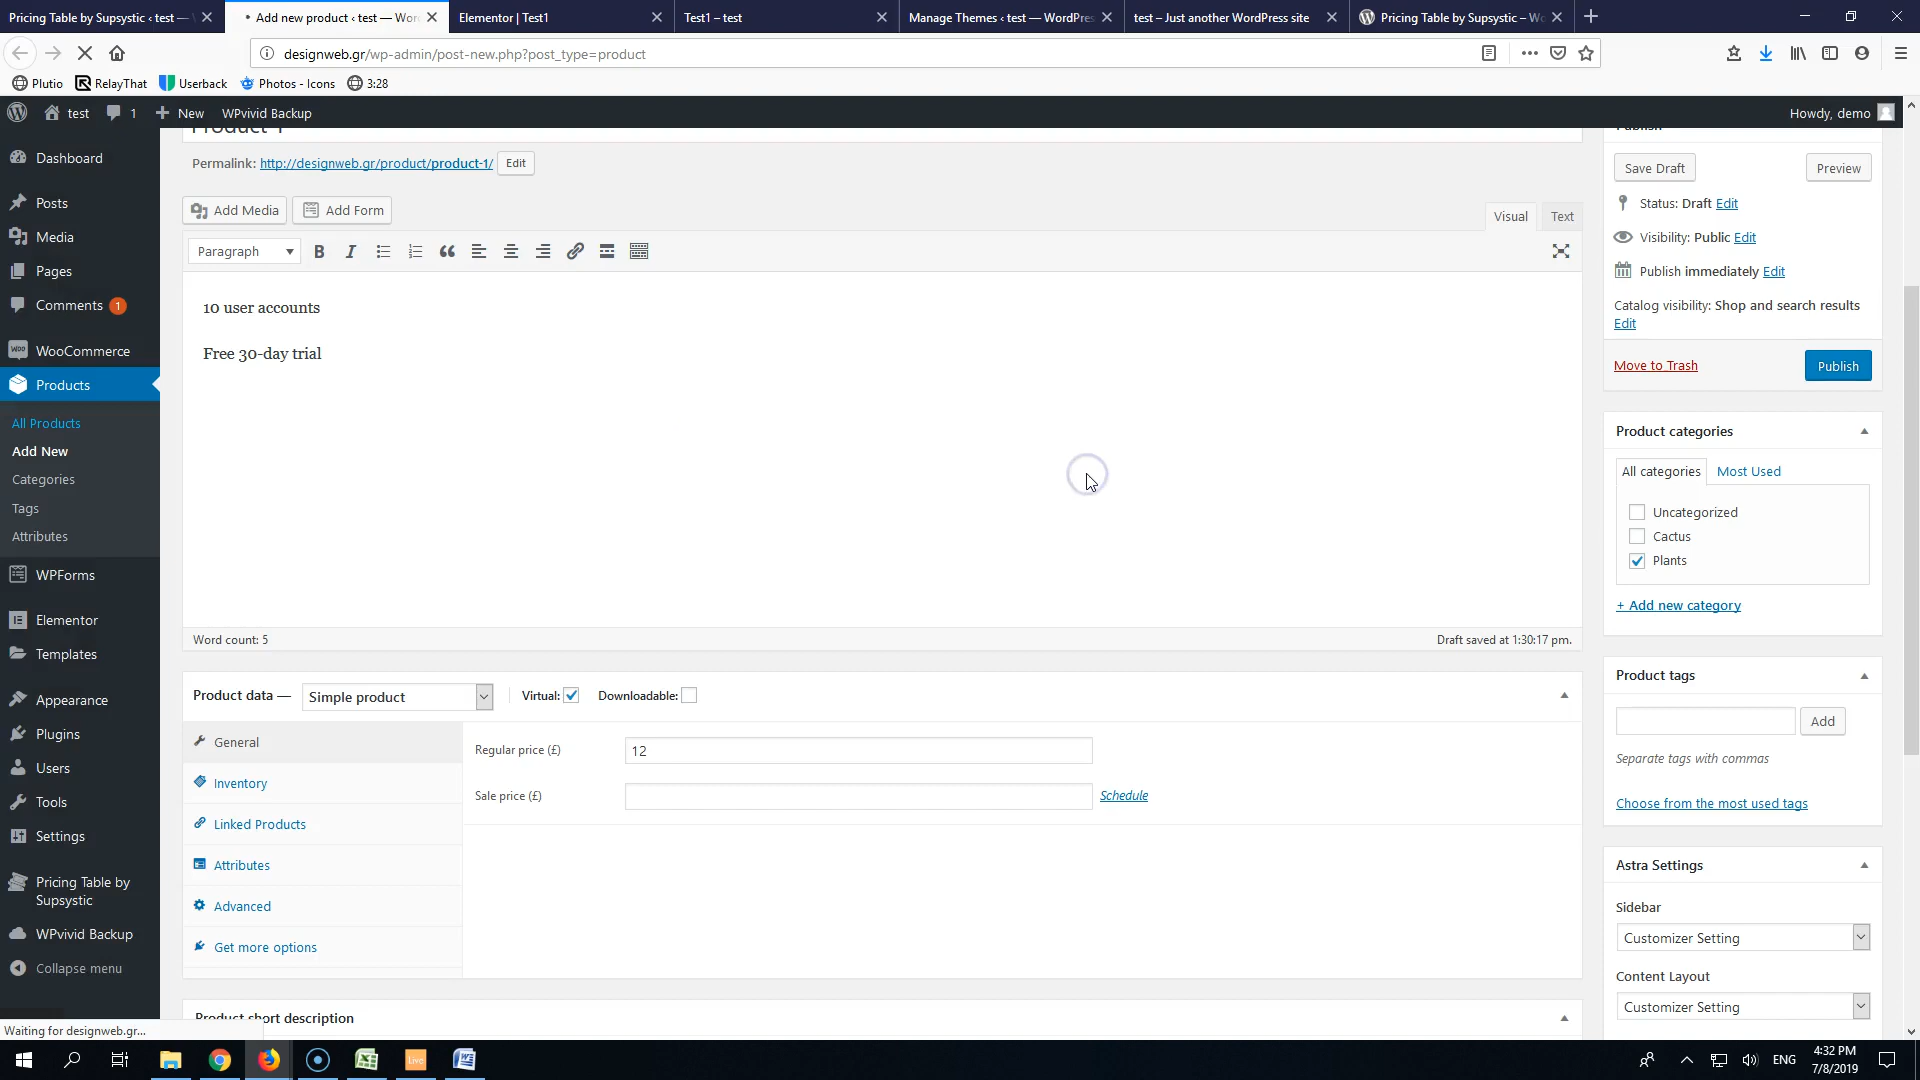 Pricing Table by Supsystic ‹ test —
Add new product ‹ test — Wor
Elementor | Test1
Test1 – test
Manage Themes ‹ test — WordPre
test – Just another WordPress site
Pricing Table by Supsystic – Wo
designweb.gr/wp-admin/post-new.php?post_type=product
Plutio
RelayThat
Userback
Photos - Icons
3:28
test
1
New
WPvivid Backup
Howdy, demo
Dashboard
Posts
Media
Pages
Comments 1
WooCommerce
Products
All Products
Add New
Categories
Tags
Attributes
WPForms
Elementor
Templates
Appearance
Plugins
Users
Tools
Settings
Pricing Table by
Supsystic
WPvivid Backup
Collapse menu
Product 1
Permalink: http://designweb.gr/product/product-1/ Edit
Add Media
Add Form
Visual
Text
Paragraph
10 user accounts
Free 30-day trial
Word count: 5
Draft saved at 1:30:17 pm.
Product data — Simple product Virtual: Downloadable:
General
Inventory
Linked Products
Attributes
Advanced
Get more options
Regular price (£) 12
Sale price (£) Schedule
Product short description
Publish
Save Draft
Preview
Status: Draft Edit
Visibility: Public Edit
Publish immediately Edit
Catalog visibility: Shop and search results
Edit
Move to Trash
Publish
Product categories
All categories
Most Used
Uncategorized
Cactus
Plants
+ Add new category
Product tags
Add
Separate tags with commas
Choose from the most used tags
Astra Settings
Sidebar
Customizer Setting
Content Layout
Customizer Setting
Waiting for designweb.gr...
Live
ENG
4:32 PM
7/8/2019